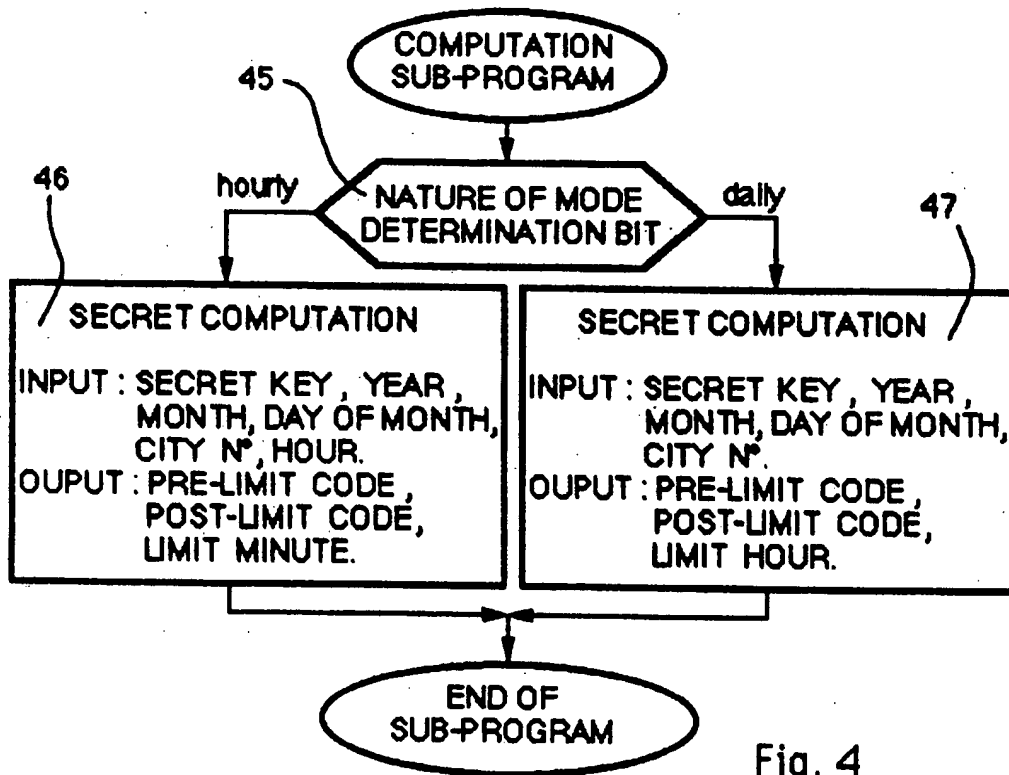 COMPUTATION
SUB-PROGRAM
45
NATURE OF MODE
DETERMINATION BIT
hourly
daily
46
SECRET COMPUTATION
INPUT : SECRET KEY , YEAR ,
MONTH, DAY OF MONTH,
CITY N°, HOUR.
OUPUT : PRE-LIMIT CODE ,
POST-LIMIT CODE,
LIMIT MINUTE.
47
SECRET COMPUTATION
INPUT : SECRET KEY , YEAR ,
MONTH, DAY OF MONTH,
CITY N°.
OUPUT : PRE-LIMIT CODE ,
POST-LIMIT CODE,
LIMIT HOUR.
END OF
SUB-PROGRAM
Fig. 4